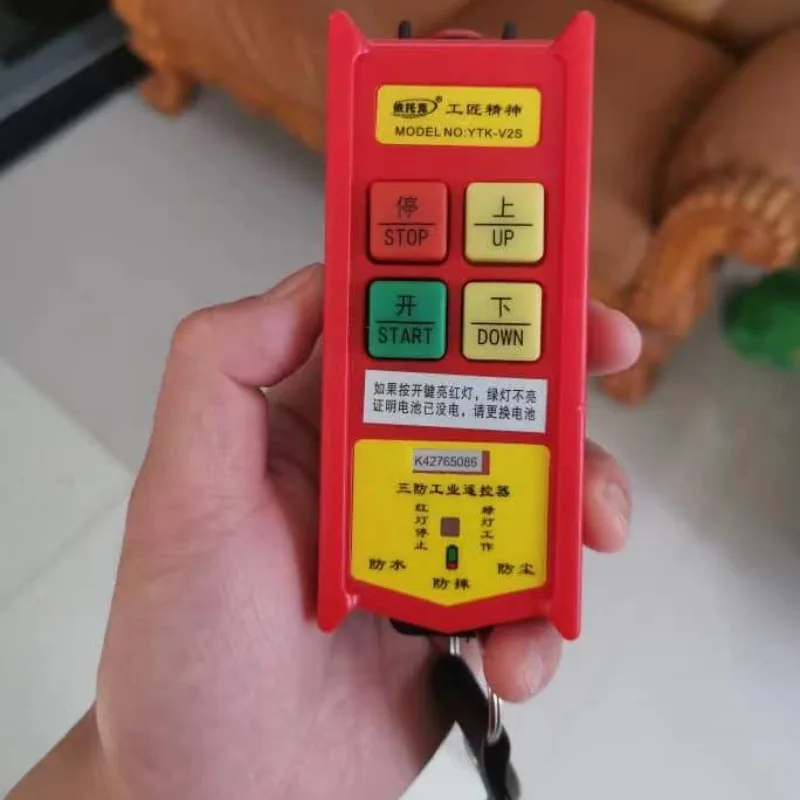 依托克® 工匠精神
MODEL NO:YTK-V2S
停
STOP
上
UP
开
START
下
DOWN
如果按开键亮红灯，绿灯不亮
证明电池已没电，请更换电池
K42765086
三防工业遥控器
红灯停止
绿灯工作
防水
防摔
防尘